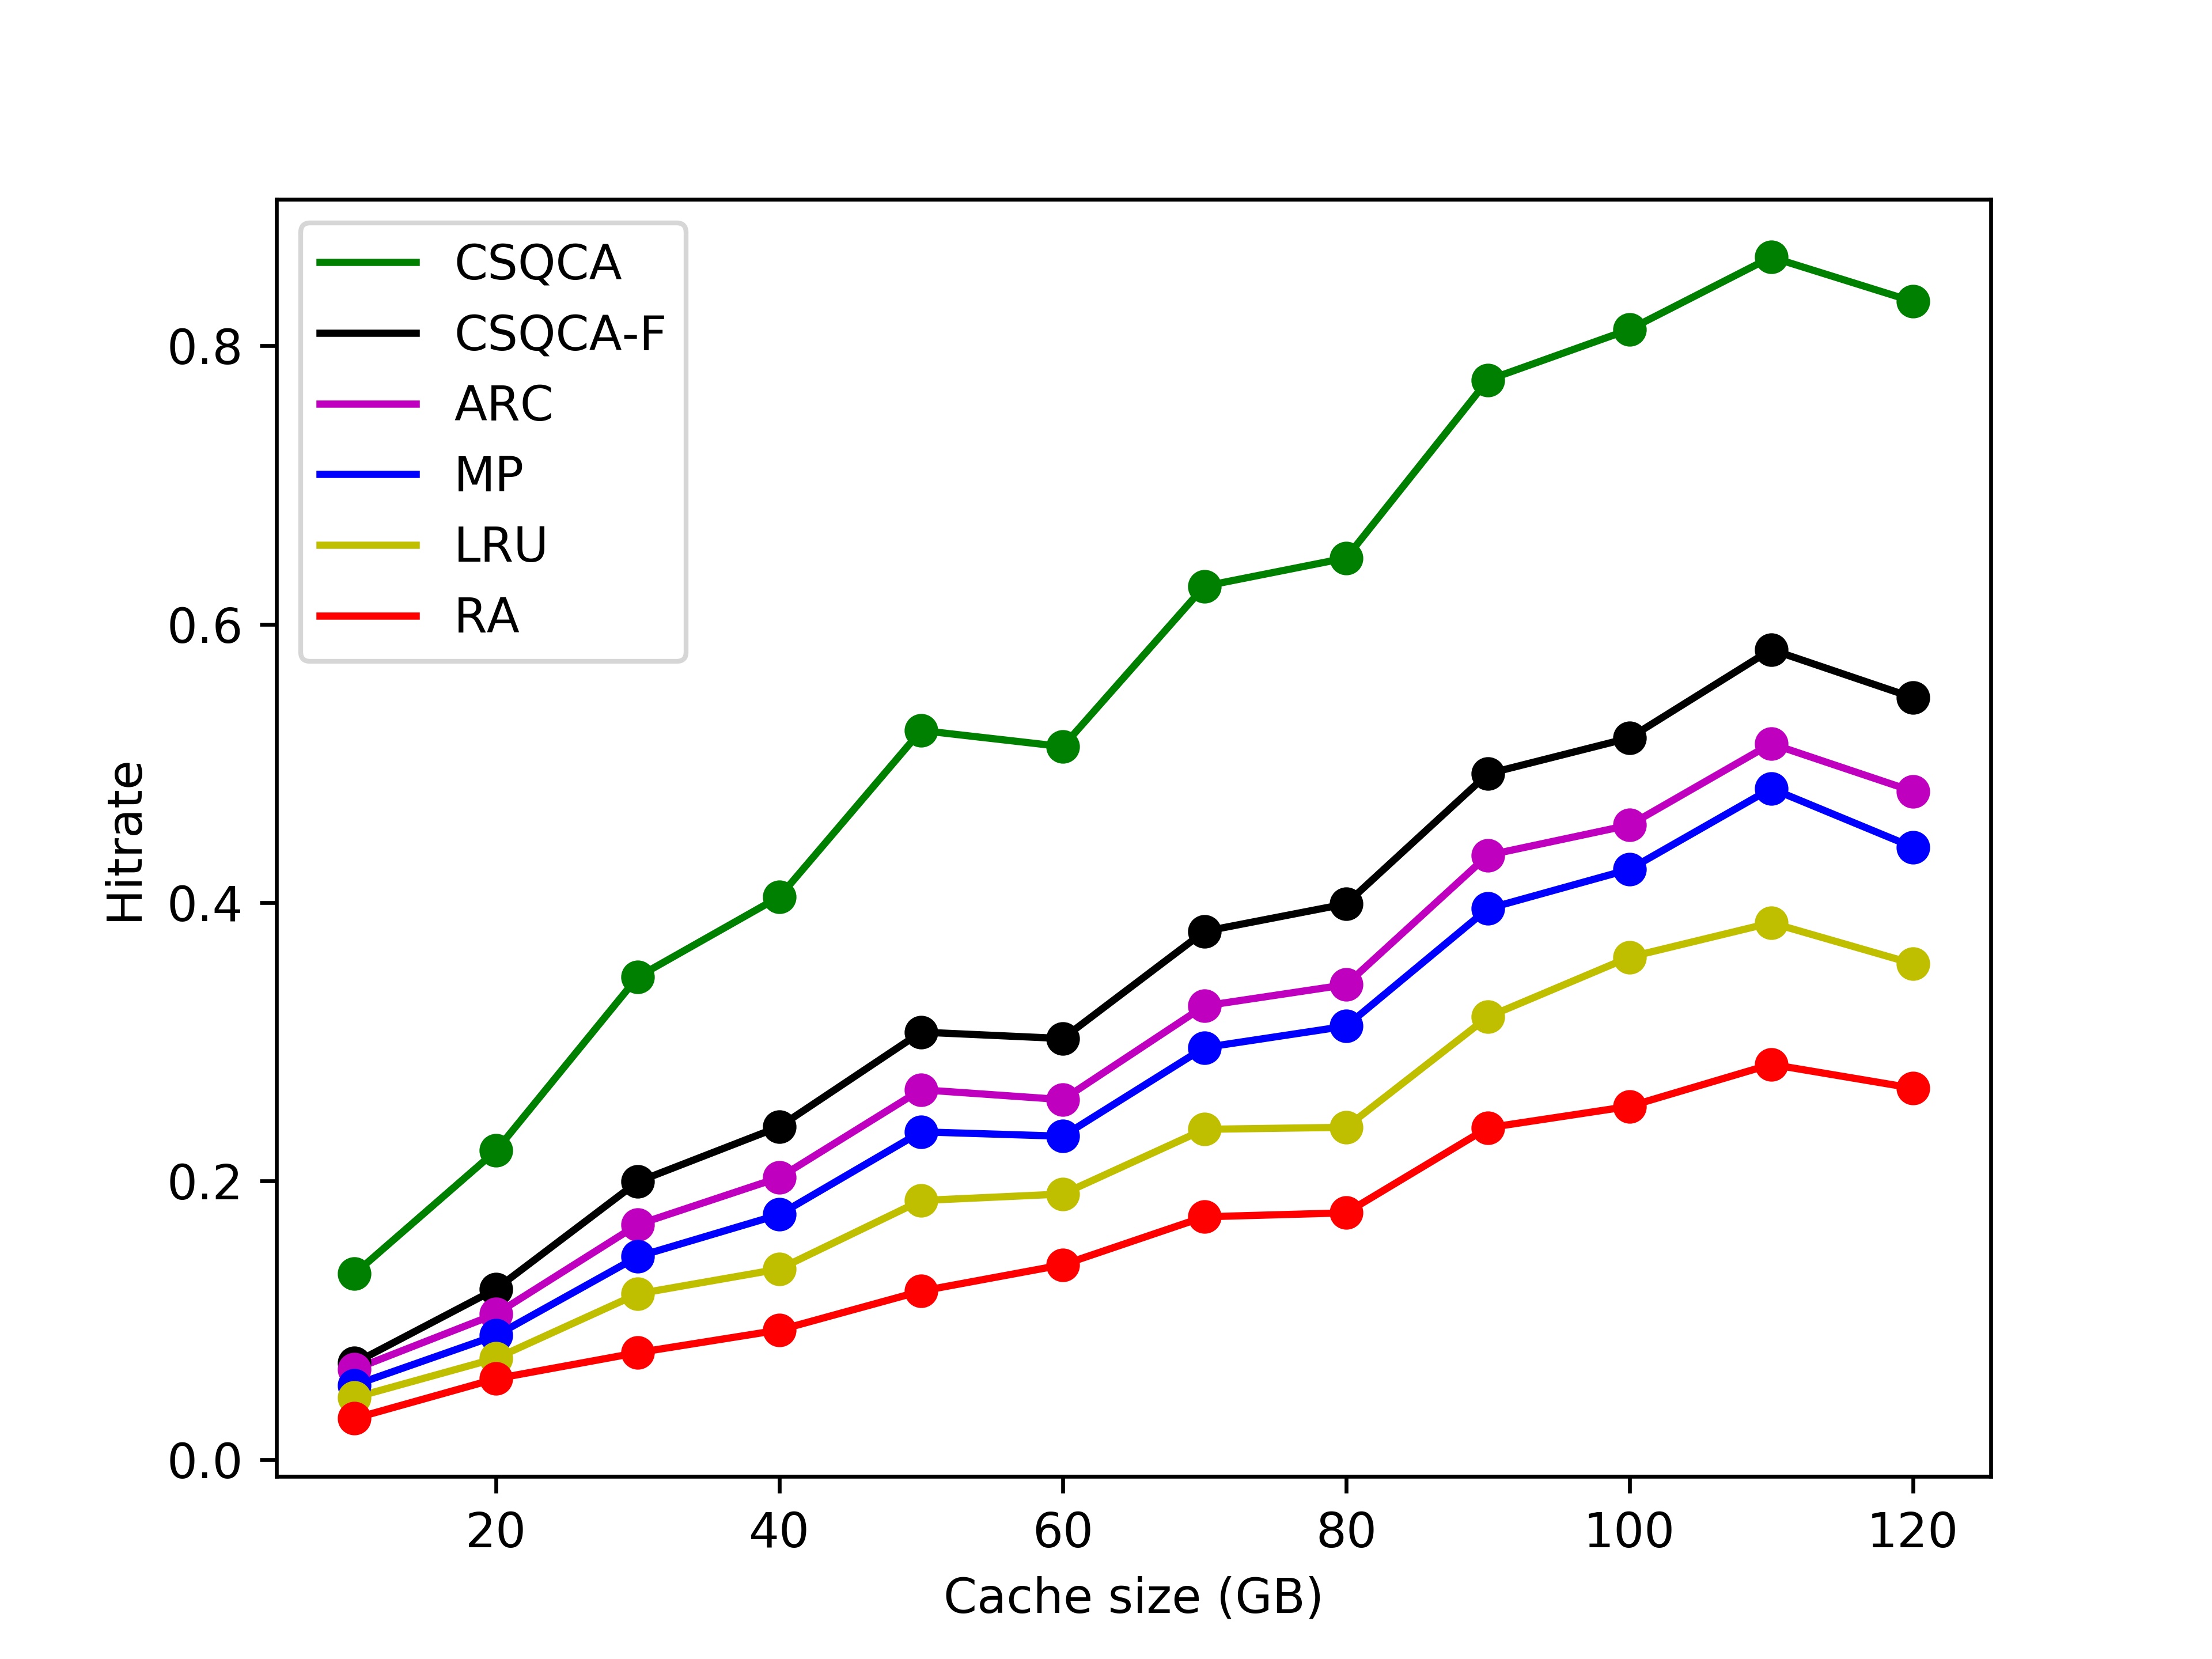 CSQCA
CSQCA-F
ARC
MP
LRU
RA
0.8
0.6
0.4
0.2
0.0
Hitrate
20 40 60 80 100 120
Cache size (GB)